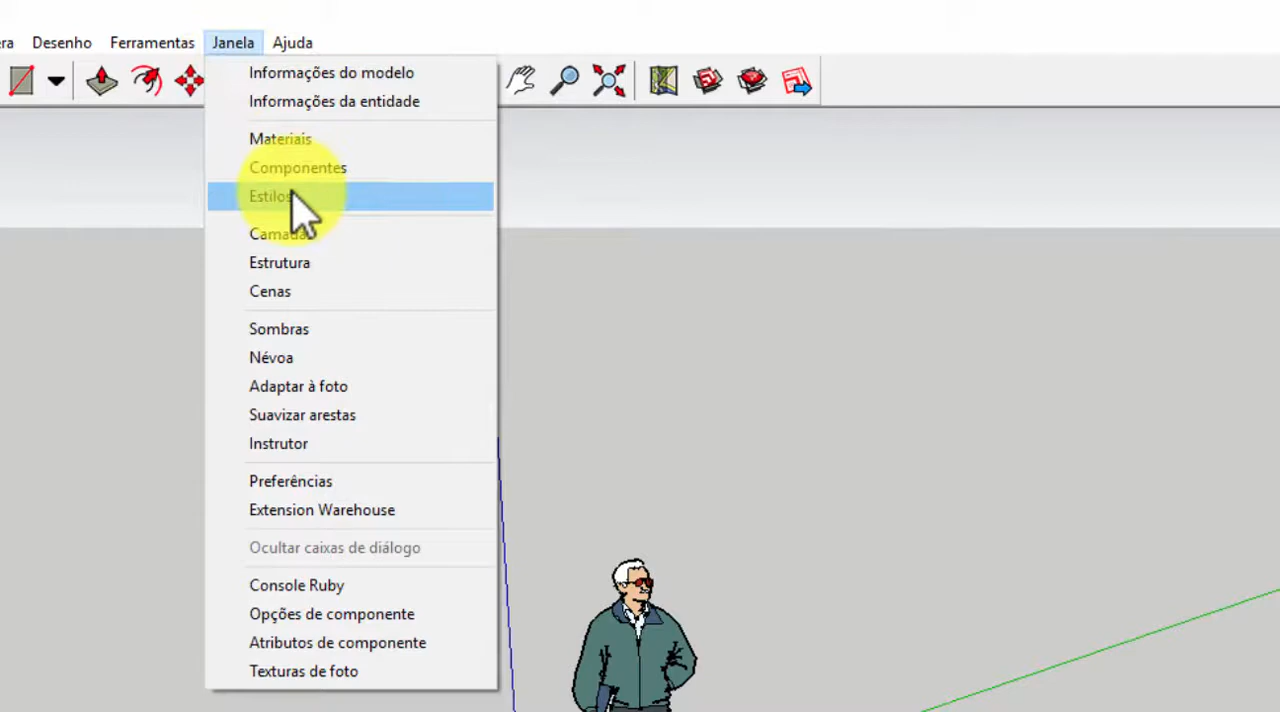 era Desenho Ferramentas Janela Ajuda
Informações do modelo
Informações da entidade
Materiais
Componentes
Estilos
Camadas
Estrutura
Cenas
Sombras
Névoa
Adaptar à foto
Suavizar arestas
Instrutor
Preferências
Extension Warehouse
Ocultar caixas de diálogo
Console Ruby
Opções de componente
Atributos de componente
Texturas de foto